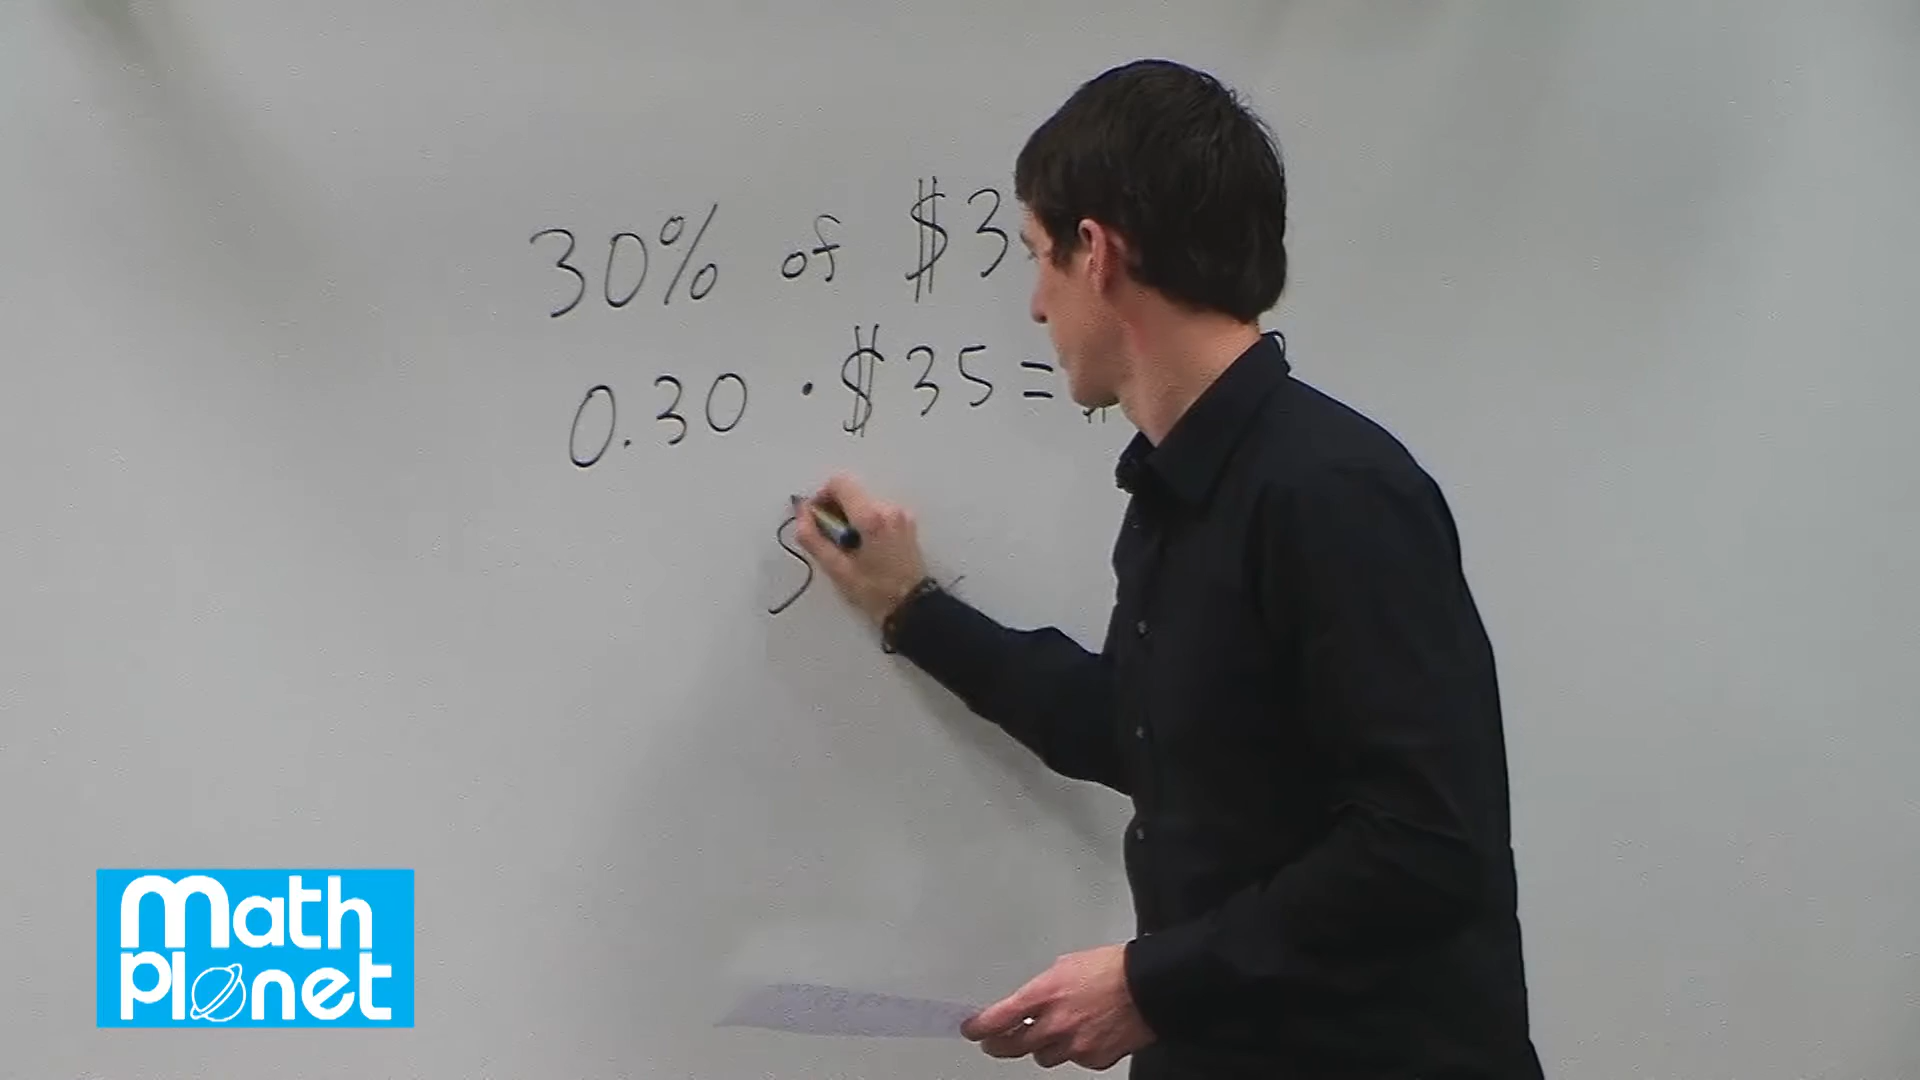 30% of $3
0.30 · $35 = $
Math
Planet